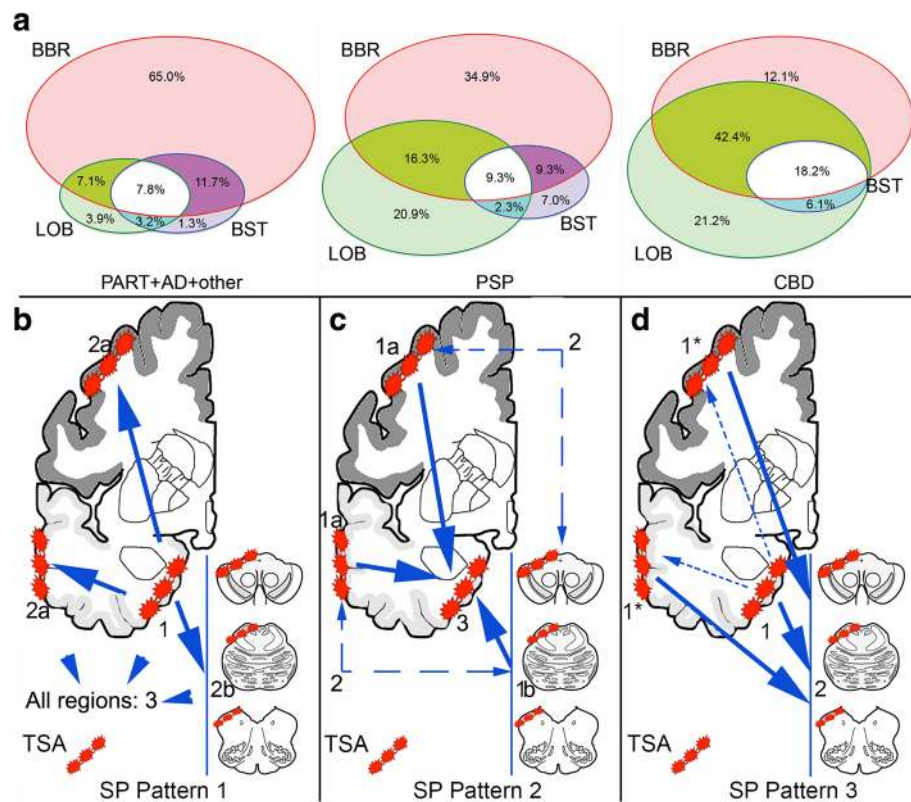 a
BBR
65.0%
7.1%
7.8%
11.7%
3.9%
3.2%
1.3%
LOB
BST
PART+AD+other
BBR
34.9%
16.3%
9.3%
9.3%
2.3%
7.0%
20.9%
BST
LOB
PSP
BBR
12.1%
42.4%
18.2%
BST
6.1%
21.2%
LOB
CBD
b
2a
2a
1
2b
All regions: 3
TSA
SP Pattern 1
c
1a
2
1a
3
2
1b
TSA
SP Pattern 2
d
1*
1*
1
2
TSA
SP Pattern 3